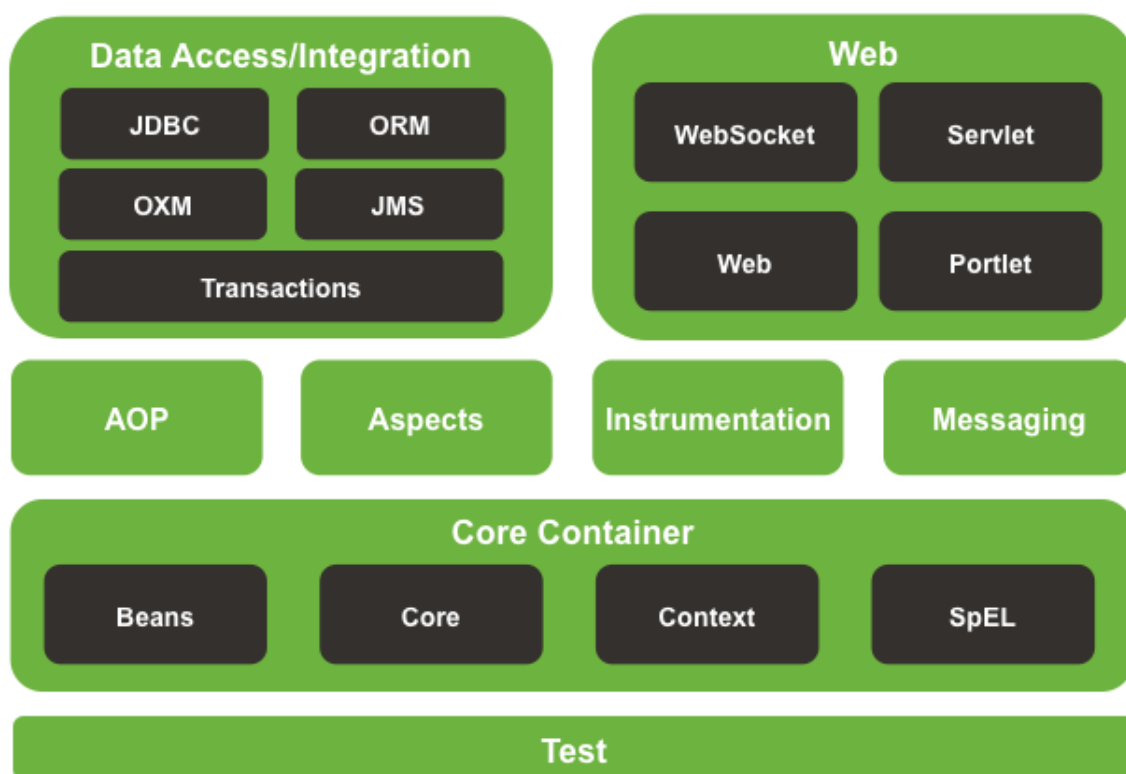 Data Access/Integration
JDBC
ORM
OXM
JMS
Transactions
Web
WebSocket
Servlet
Web
Portlet
AOP
Aspects
Instrumentation
Messaging
Core Container
Beans
Core
Context
SpEL
Test